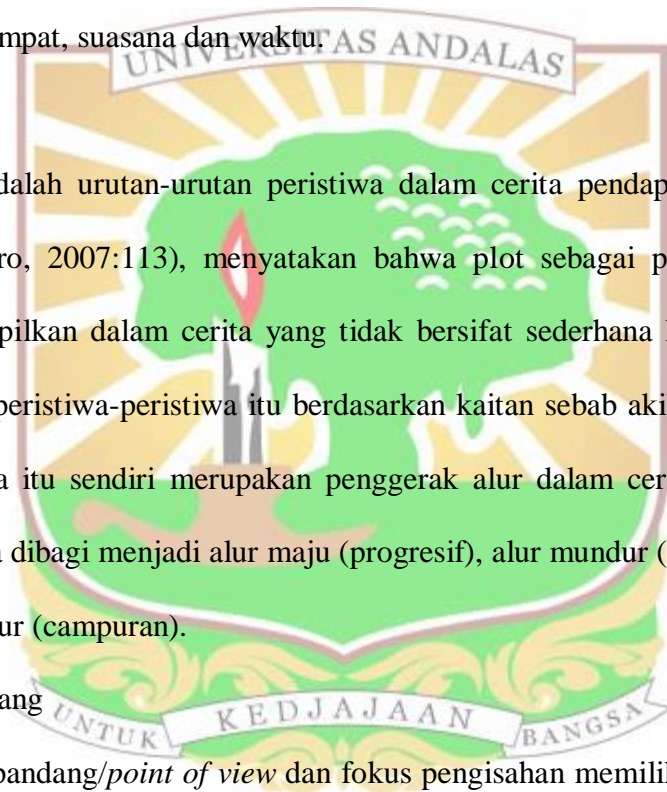 mpat, suasana dan waktu.
UNIVERSITAS ANDALAS
dalah urutan-urutan peristiwa dalam cerita pendap
ro, 2007:113), menyatakan bahwa plot sebagai p
pilkan dalam cerita yang tidak bersifat sederhana
peristiwa-peristiwa itu berdasarkan kaitan sebab aki
a itu sendiri merupakan penggerak alur dalam cer
dibagi menjadi alur maju (progresif), alur mundur (
ur (campuran).
ang
UNTUK KEDJAJAAN BANGSA
pandang/point of view dan fokus pengisahan memilil